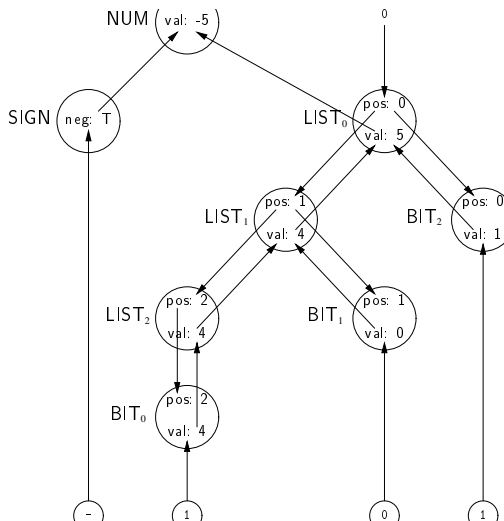 0
NUM val: -5
SIGN neg: T
LIST₀ pos: 0
val: 5
LIST₁ pos: 1
val: 4
BIT₂ pos: 0
val: 1
LIST₂ pos: 2
val: 4
BIT₁ pos: 1
val: 0
BIT₀ pos: 2
val: 4
-
1
0
1